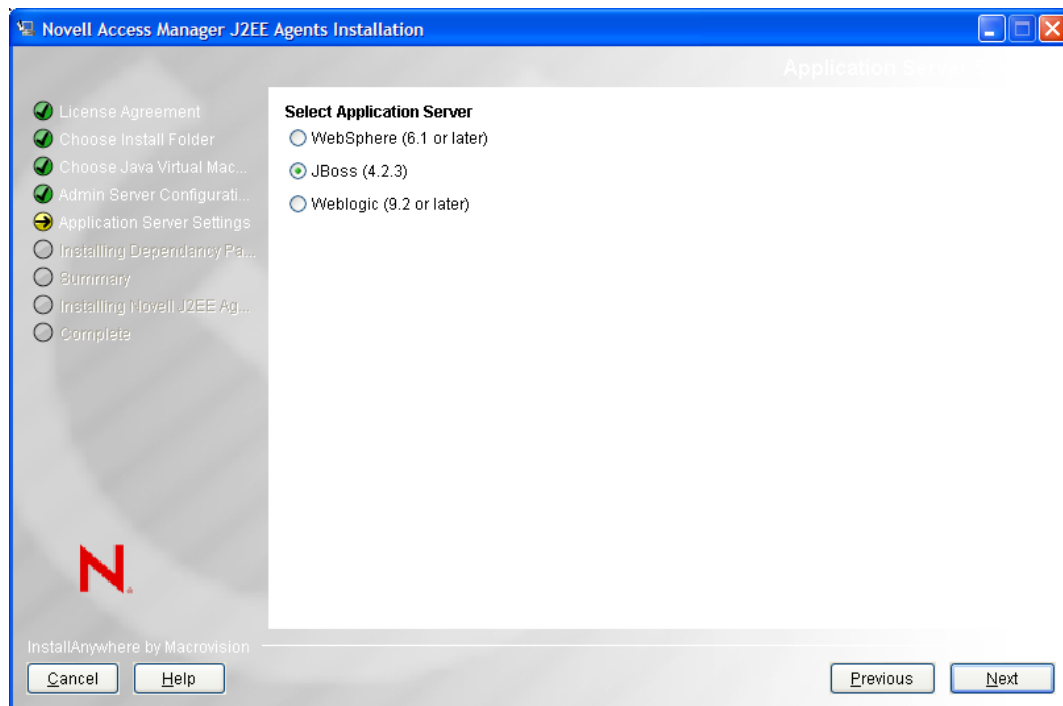 Novell Access Manager J2EE Agents Installation
Application Server
License Agreement
Choose Install Folder
Choose Java Virtual Mac...
Admin Server Configurati...
Application Server Settings
Installing Dependancy Pa...
Summary
Installing Novell J2EE Ag...
Complete
Select Application Server
WebSphere (6.1 or later)
JBoss (4.2.3)
Weblogic (9.2 or later)
N
InstallAnywhere by Macrovision
Cancel
Help
Previous
Next